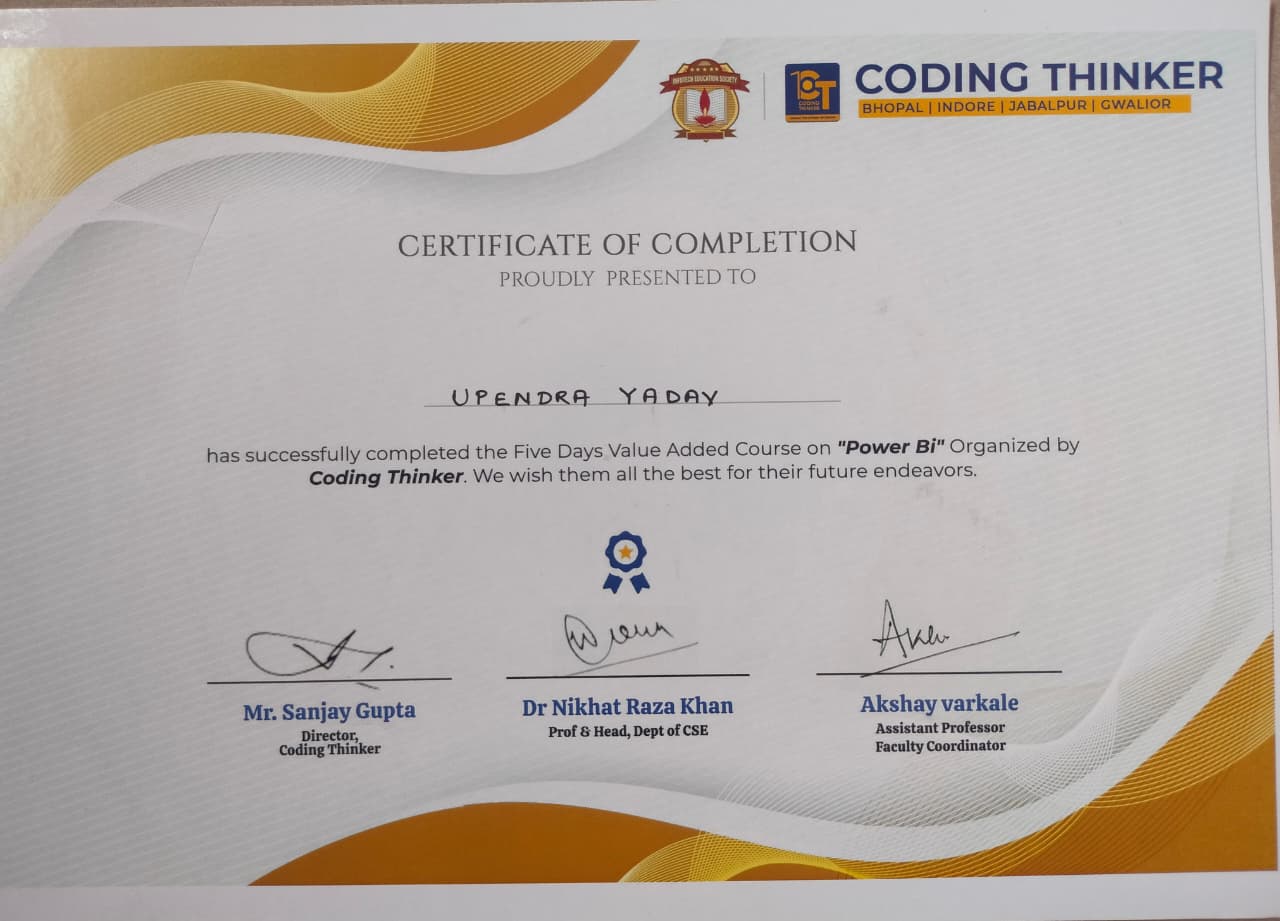 INFOTECH EDUCATION SOCIETY
CODING THINKER
CODING THINKER
BHOPAL | INDORE | JABALPUR | GWALIOR
CERTIFICATE OF COMPLETION
PROUDLY PRESENTED TO
UPENDRA YADAV
has successfully completed the Five Days Value Added Course on "Power Bi" Organized by
Coding Thinker. We wish them all the best for their future endeavors.
Mr. Sanjay Gupta
Director,
Coding Thinker
Dr Nikhat Raza Khan
Prof & Head, Dept of CSE
Akshay varkale
Assistant Professor
Faculty Coordinator